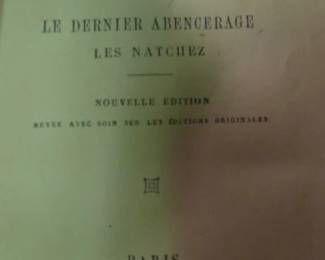 LE DERNIER ABENCERAGE
LES NATCHEZ
NOUVELLE ÉDITION
REVUE AVEC SOIN SUR LES ÉDITIONS ORIGINALES
PARIS